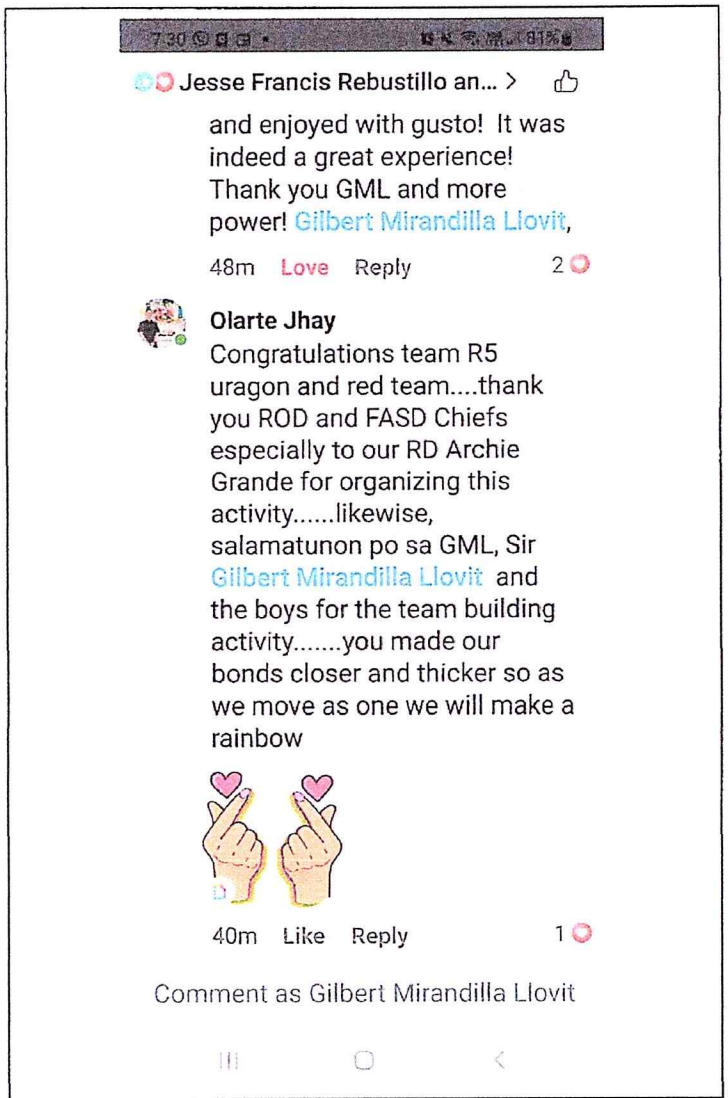 7:30
81%
Jesse Francis Rebustillo an... >
and enjoyed with gusto! It was
indeed a great experience!
Thank you GML and more
power! Gilbert Mirandilla Llovit,
48m Love Reply 2
Olarte Jhay
Congratulations team R5
uragon and red team....thank
you ROD and FASD Chiefs
especially to our RD Archie
Grande for organizing this
activity......likewise,
salamatunon po sa GML, Sir
Gilbert Mirandilla Llovit and
the boys for the team building
activity.......you made our
bonds closer and thicker so as
we move as one we will make a
rainbow
40m Like Reply 1
Comment as Gilbert Mirandilla Llovit